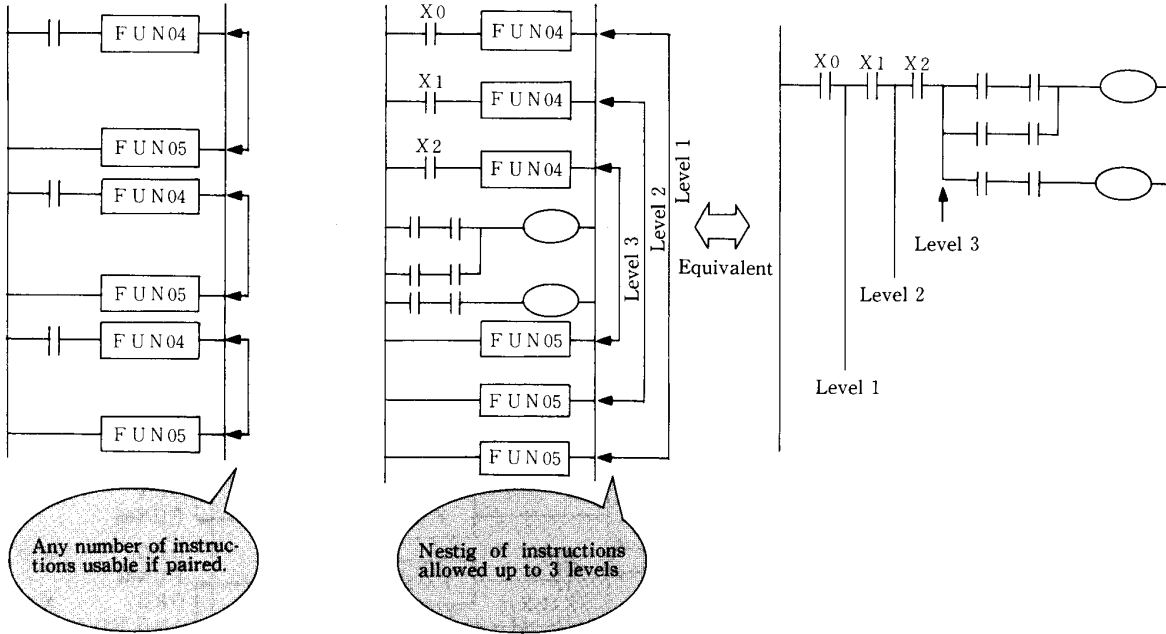 FUN04
FUN05
FUN04
FUN05
FUN04
FUN05
Any number of instruc-
tions usable if paired.
X0
FUN04
X1
FUN04
X2
FUN04
FUN05
FUN05
FUN05
Level 3
Level 2
Level 1
Nestig of instructions
allowed up to 3 levels
Equivalent
X0 X1 X2
Level 3
Level 2
Level 1